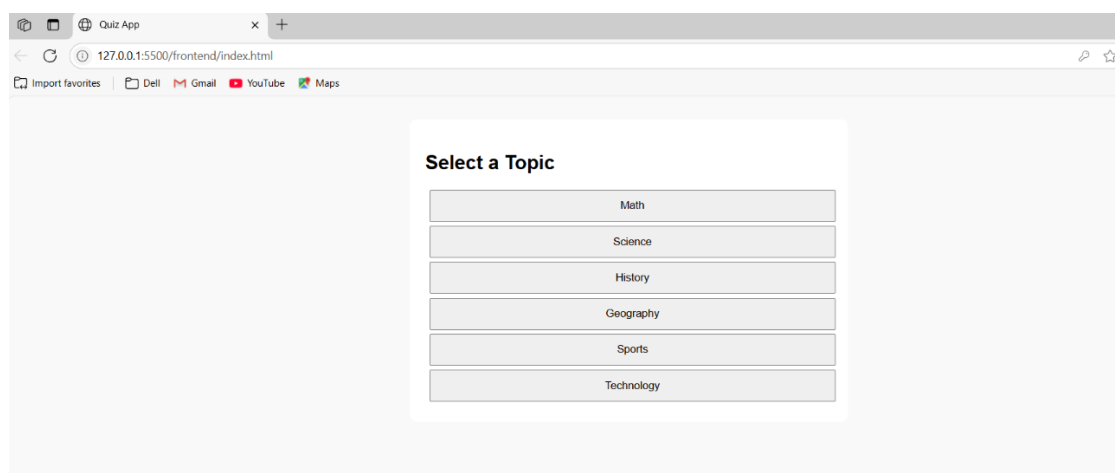 Quiz App
127.0.0.1:5500/frontend/index.html
Import favorites Dell Gmail YouTube Maps
Select a Topic
Math
Science
History
Geography
Sports
Technology